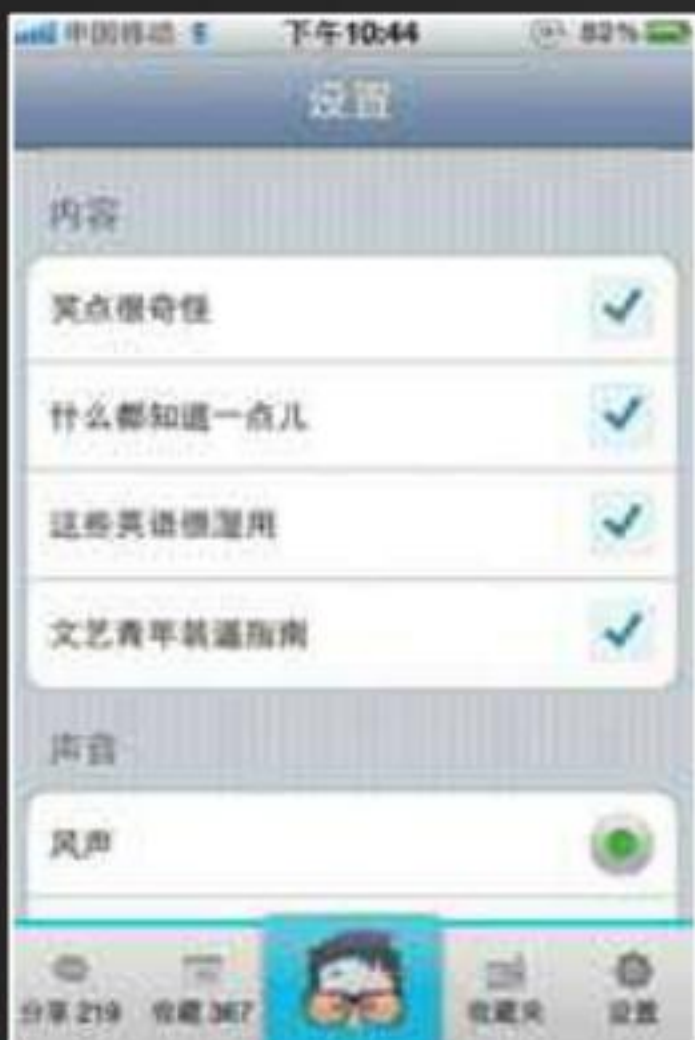 中国移动 下午10:44 82%
设置
内容
笑点很奇怪
什么都知道一点儿
这些英语很湿用
文艺青年装逼指南
声音
风声
分享 219 收藏 367 收藏夹 设置